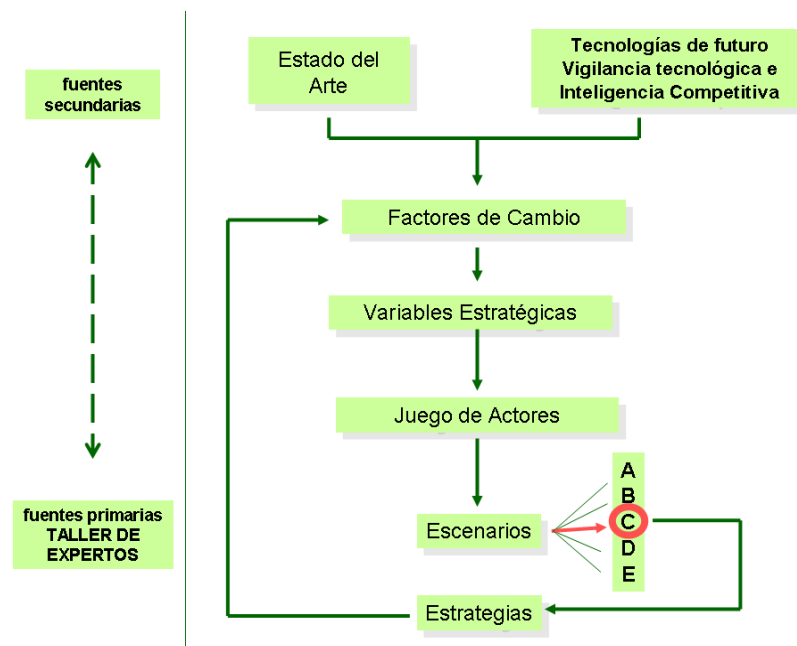 fuentes
secundarias
fuentes primarias
TALLER DE
EXPERTOS
Estado del
Arte
Tecnologías de futuro
Vigilancia tecnológica e
Inteligencia Competitiva
Factores de Cambio
Variables Estratégicas
Juego de Actores
Escenarios
A
B
C
D
E
Estrategias